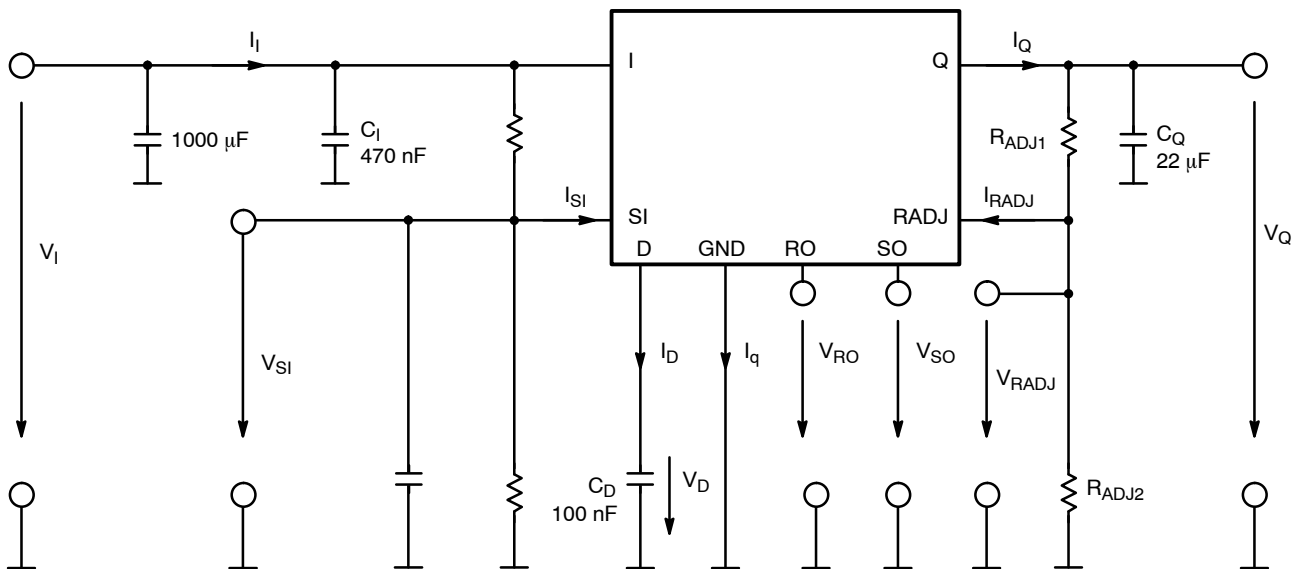 I_I
I
Q
I_Q
1000 μF
C_I
470 nF
R_ADJ1
C_Q
22 μF
I_SI
SI
RADJ
I_RADJ
V_I
D
GND
RO
SO
V_Q
V_SI
I_D
I_q
V_RO
V_SO
V_RADJ
C_D
100 nF
V_D
R_ADJ2